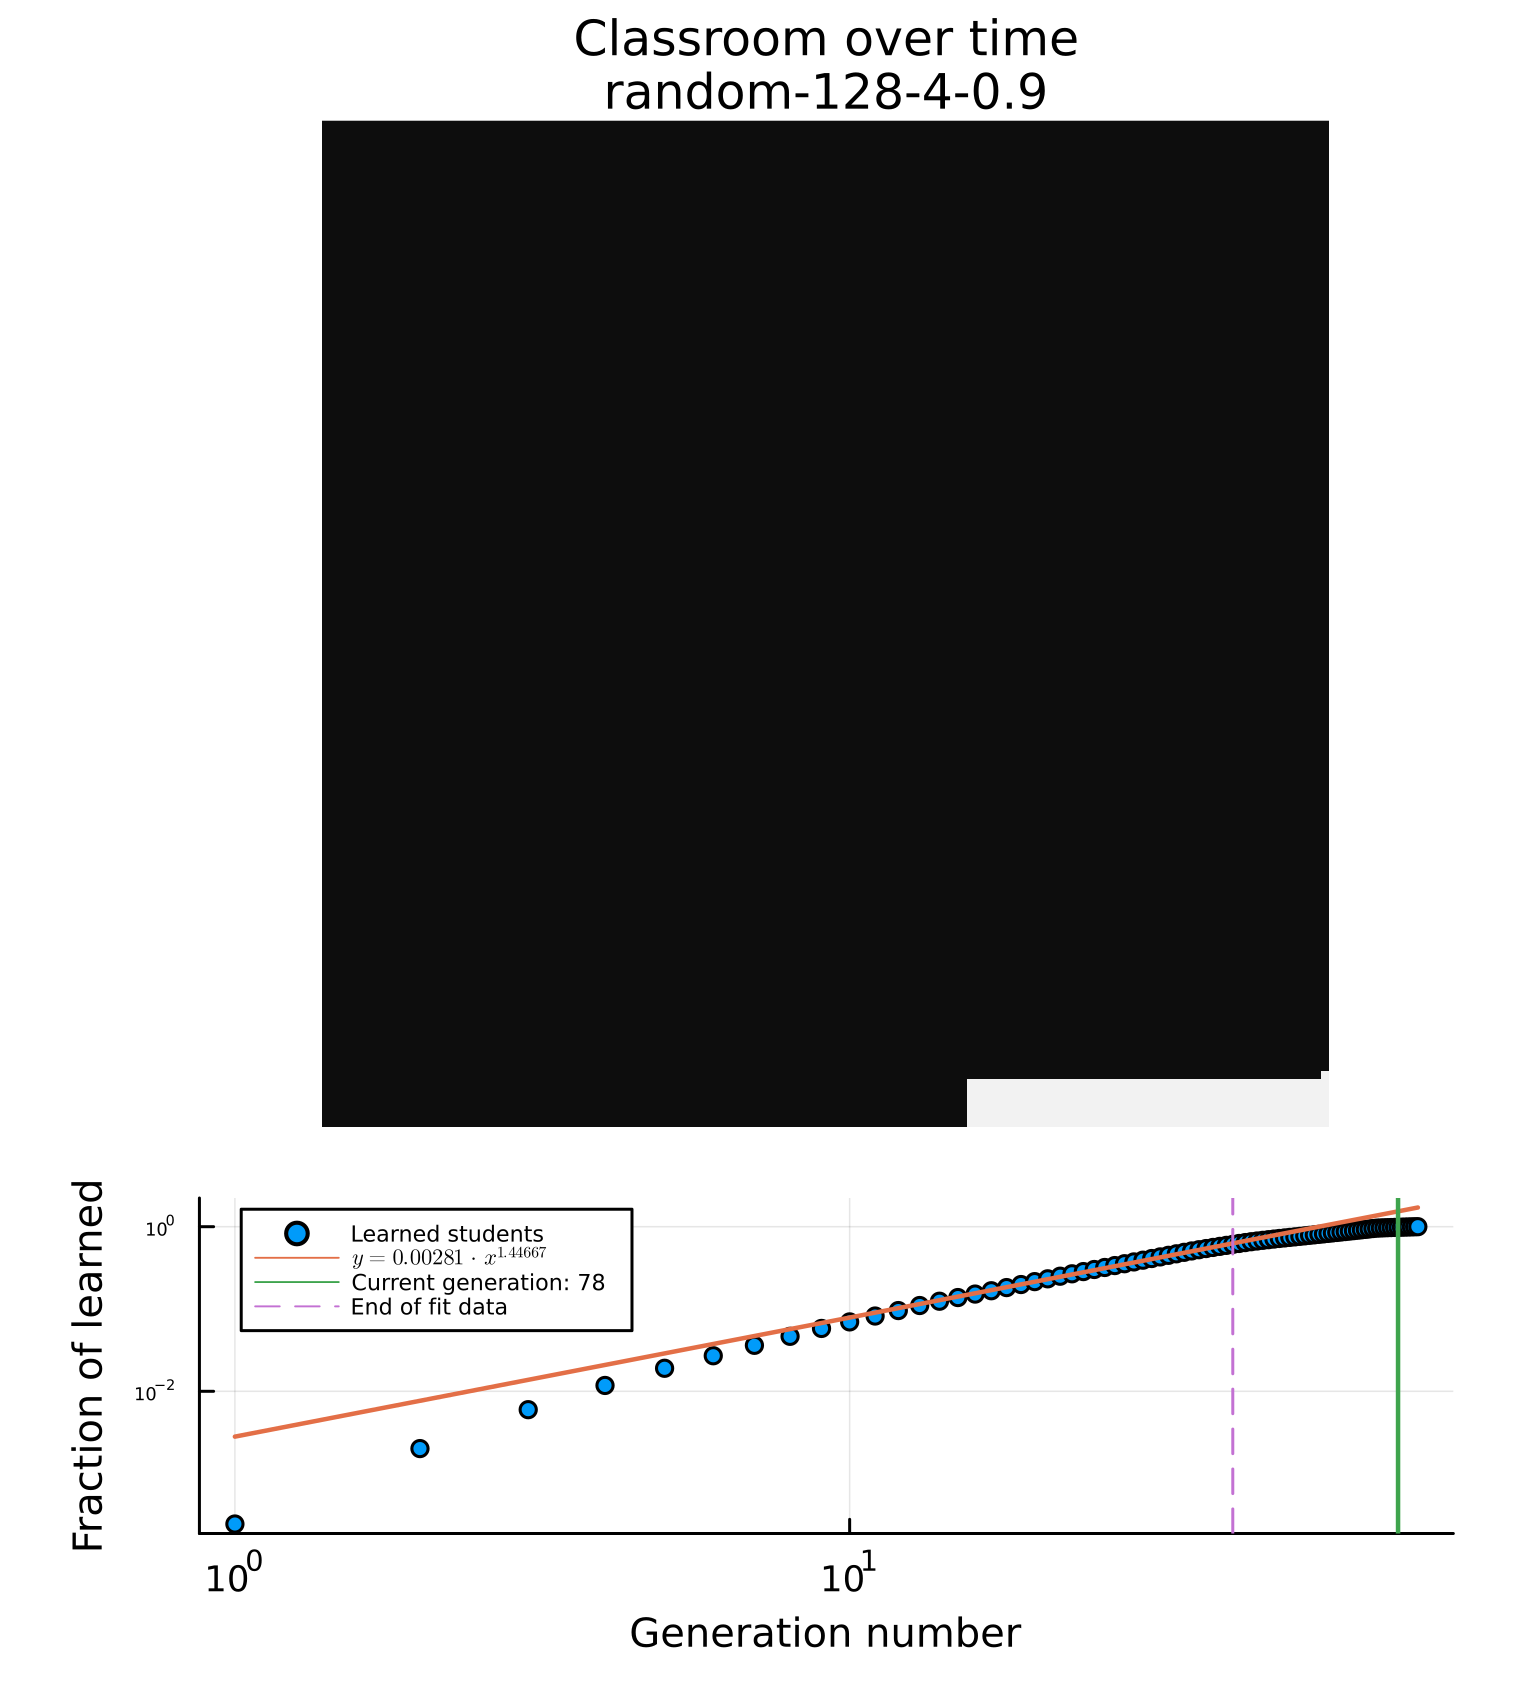 Classroom over time
random-128-4-0.9
Fraction of learned
10^0
10^−2
Learned students
y = 0.00281 · x^1.44667
Current generation: 78
End of fit data
10^0
10^1
Generation number